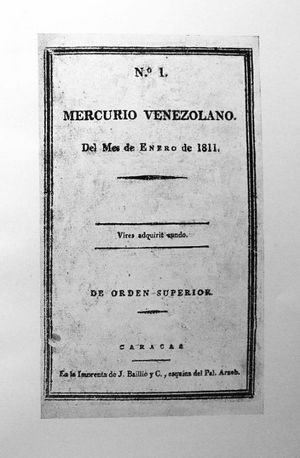 N.º 1.
MERCURIO VENEZOLANO.
Del Mes de ENERO de 1811.
Vires adquirit eundo.
DE ORDEN SUPERIOR.
CARACAS
En la Imprenta de J. Baillio y C., esquina del Pal. Arzob.